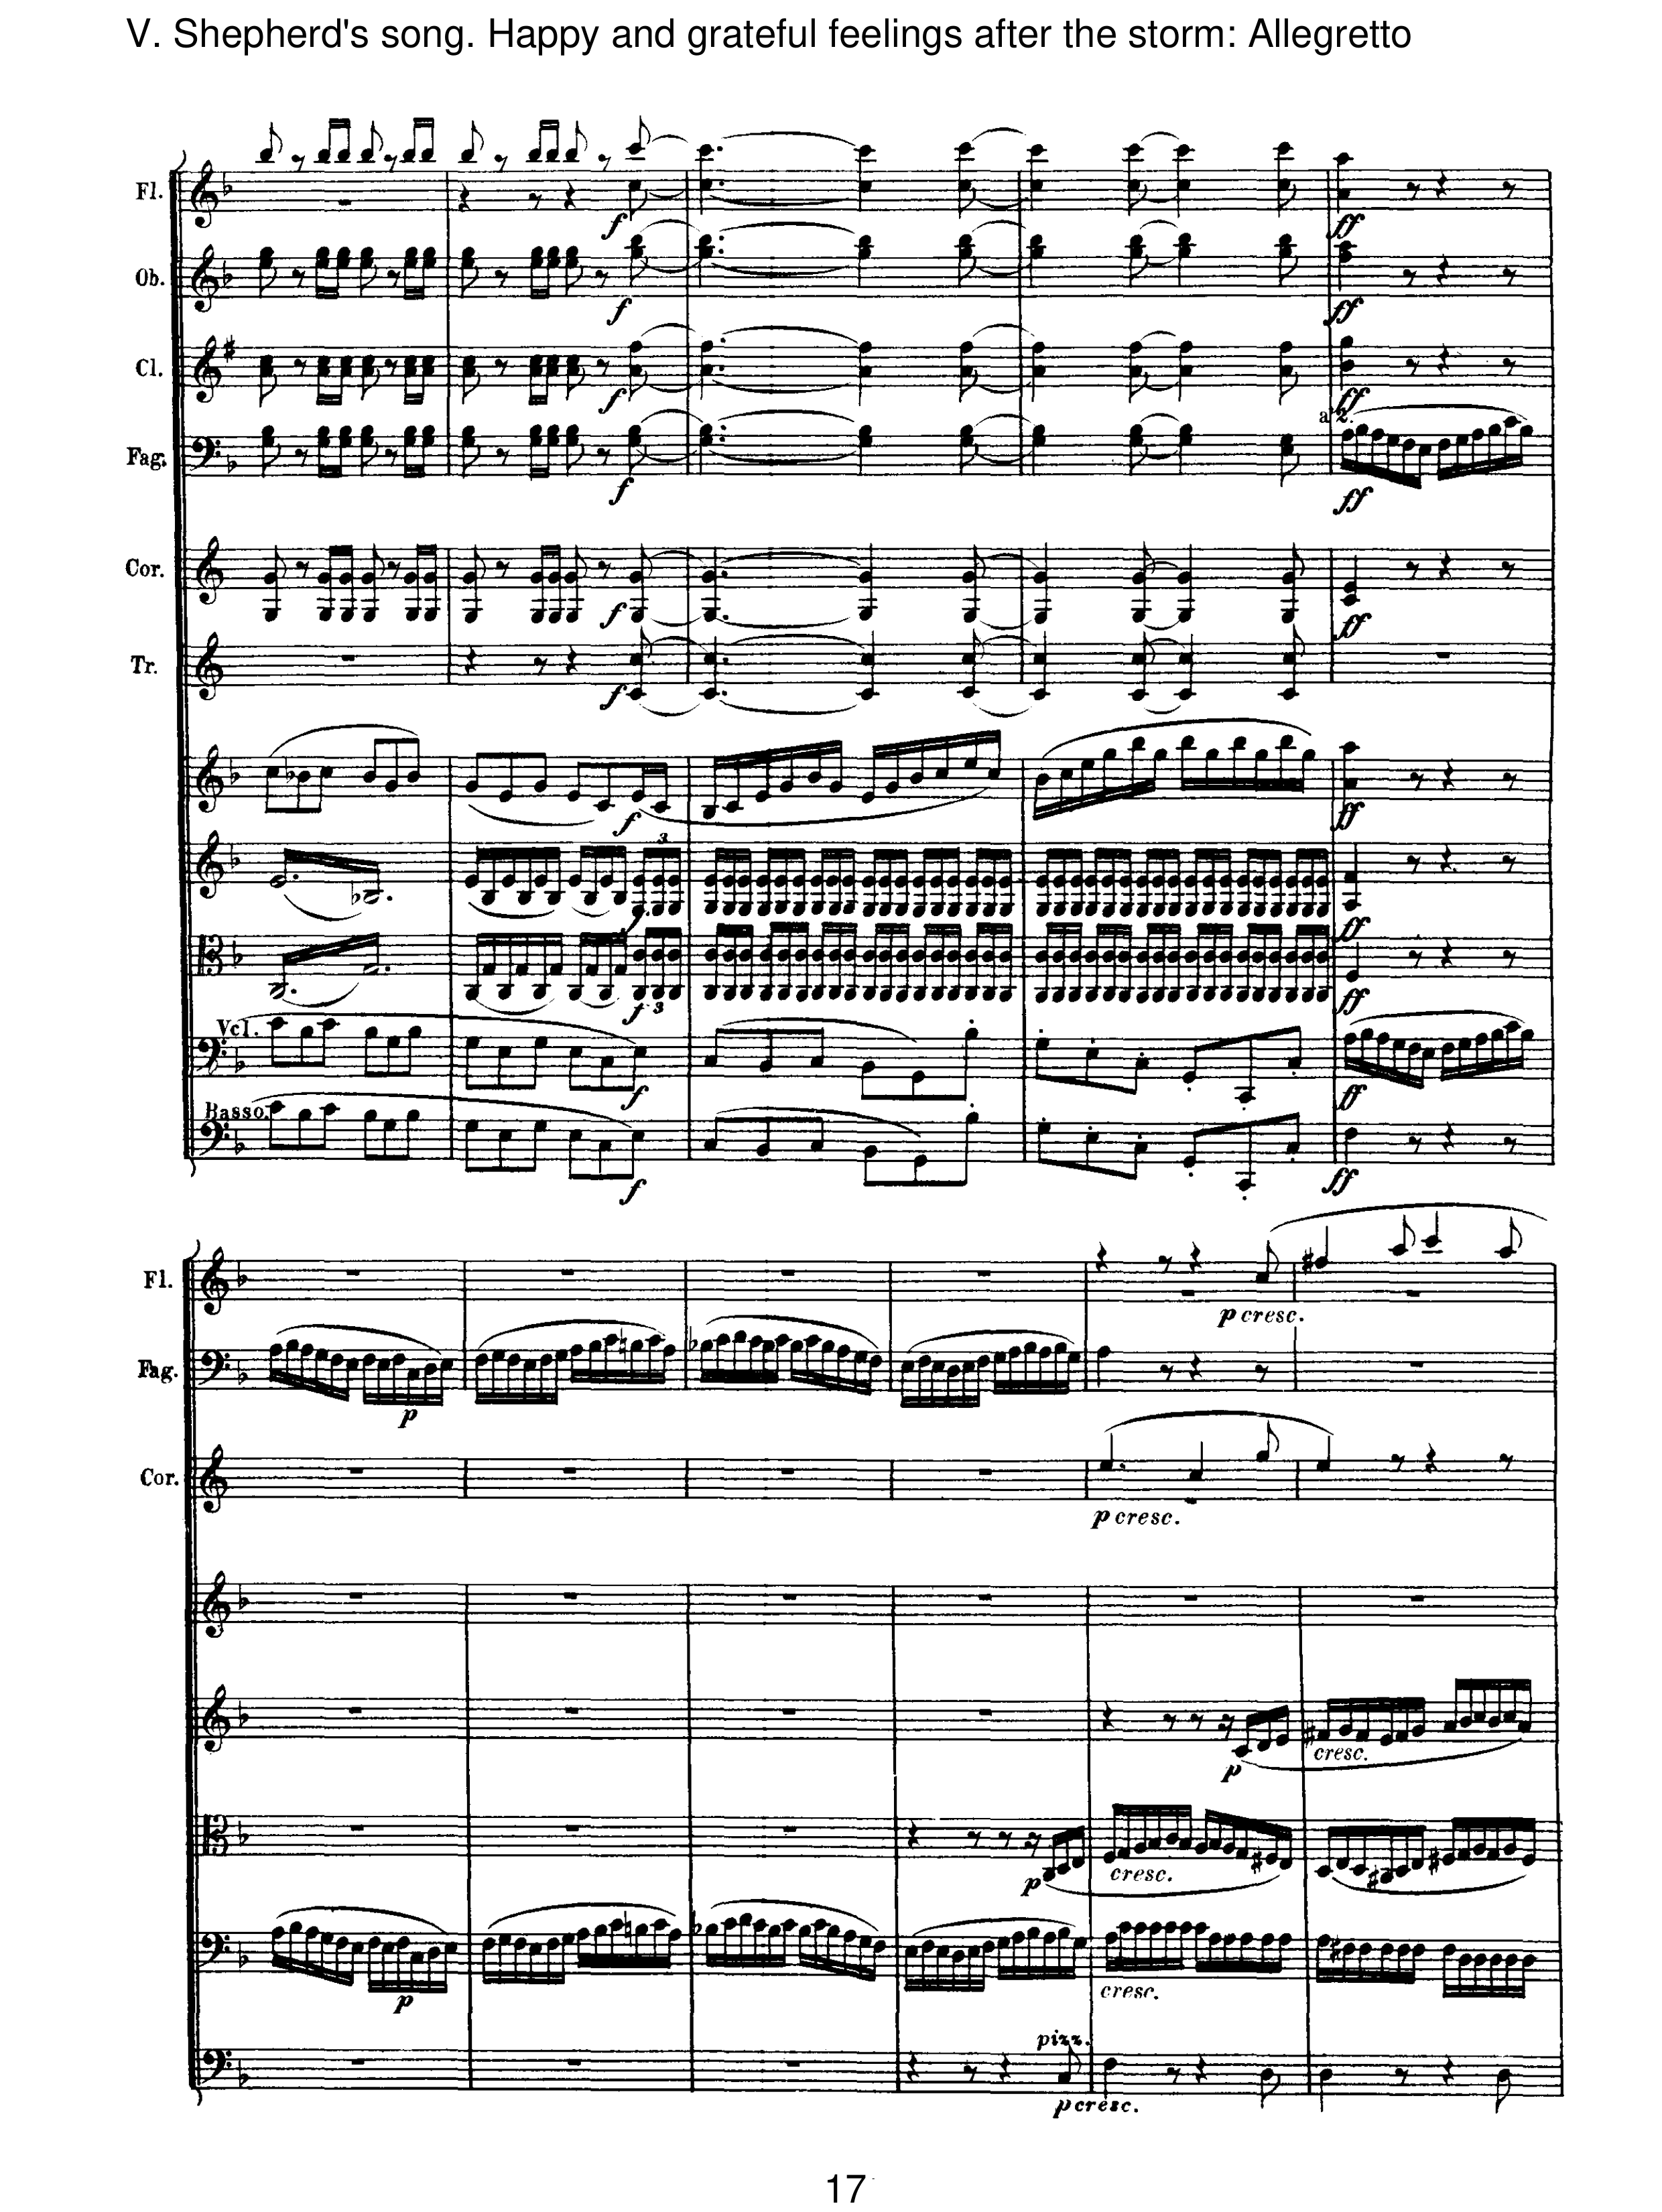 V. Shepherd's song. Happy and grateful feelings after the storm: Allegretto
Fl.
f
ff
Ob.
f
ff
Cl.
f
ff
a 2.
Fag.
f
ff
Cor.
f
ff
Tr.
f
f
ff
3
f
ff
f
3
ff
Vcl.
f
ff
Basso.
f
ff
Fl.
p cresc.
Fag.
p
Cor.
p cresc.
p
cresc.
p
cresc.
p
cresc.
pizz.
p cresc.
17